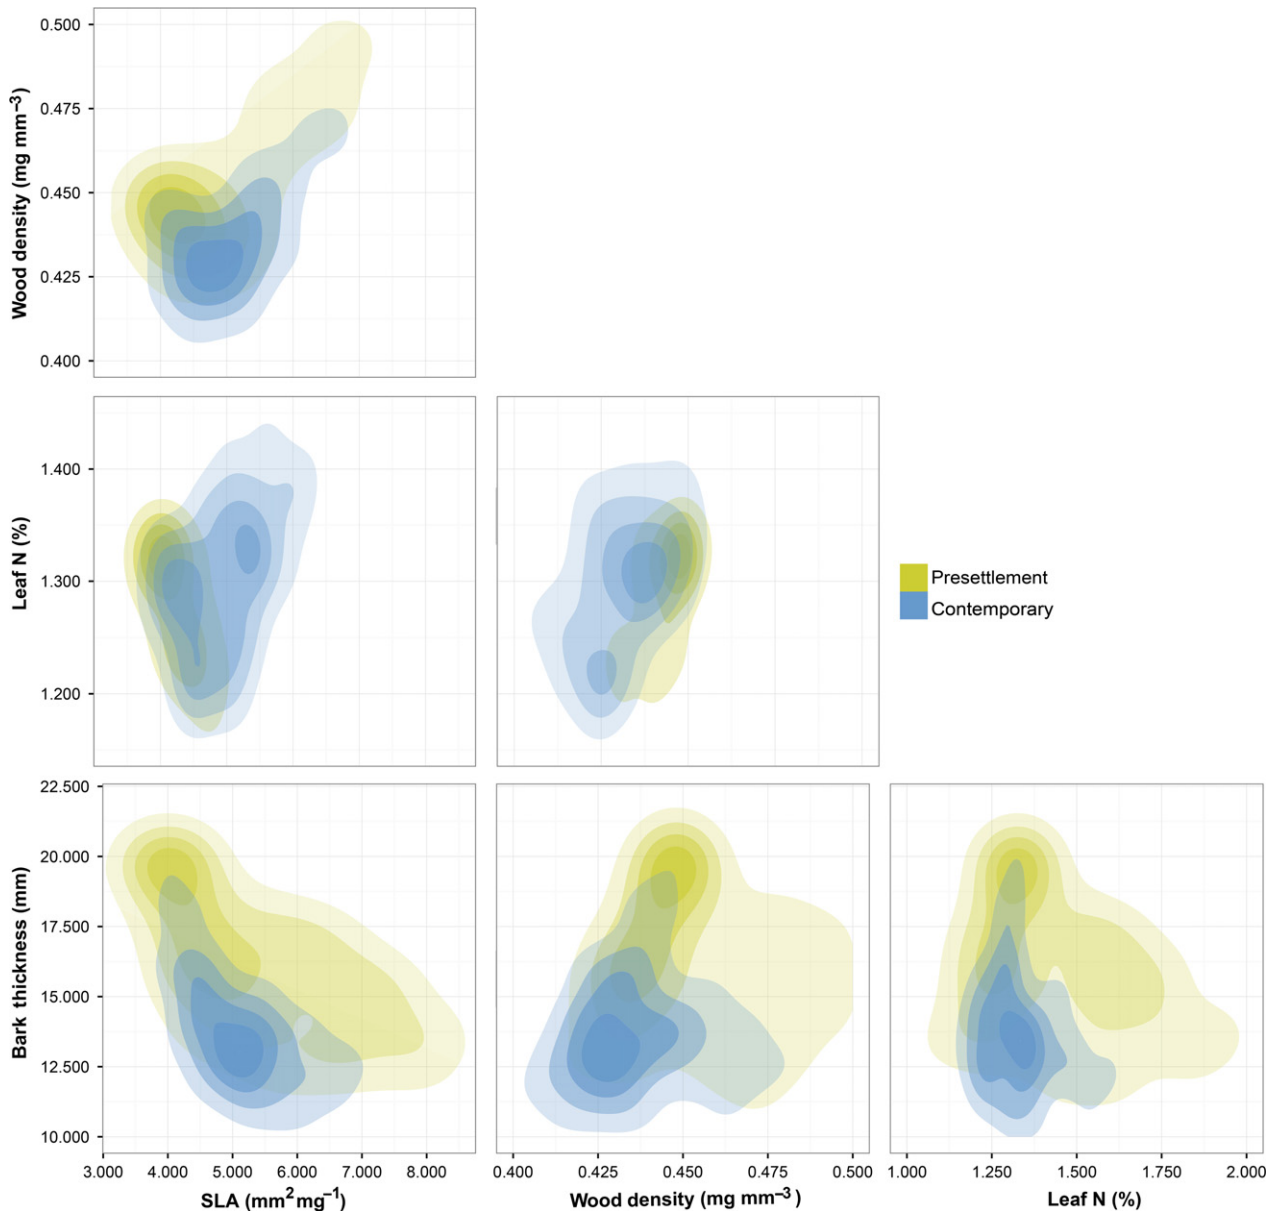 0.500
0.475
0.450
0.425
0.400
Wood density (mg mm⁻³)
1.400
1.300
1.200
Leaf N (%)
Presettlement
Contemporary
22.500
20.000
17.500
15.000
12.500
10.000
Bark thickness (mm)
3.000 4.000 5.000 6.000 7.000 8.000
SLA (mm² mg⁻¹)
0.400 0.425 0.450 0.475 0.500
Wood density (mg mm⁻³)
1.000 1.250 1.500 1.750 2.000
Leaf N (%)